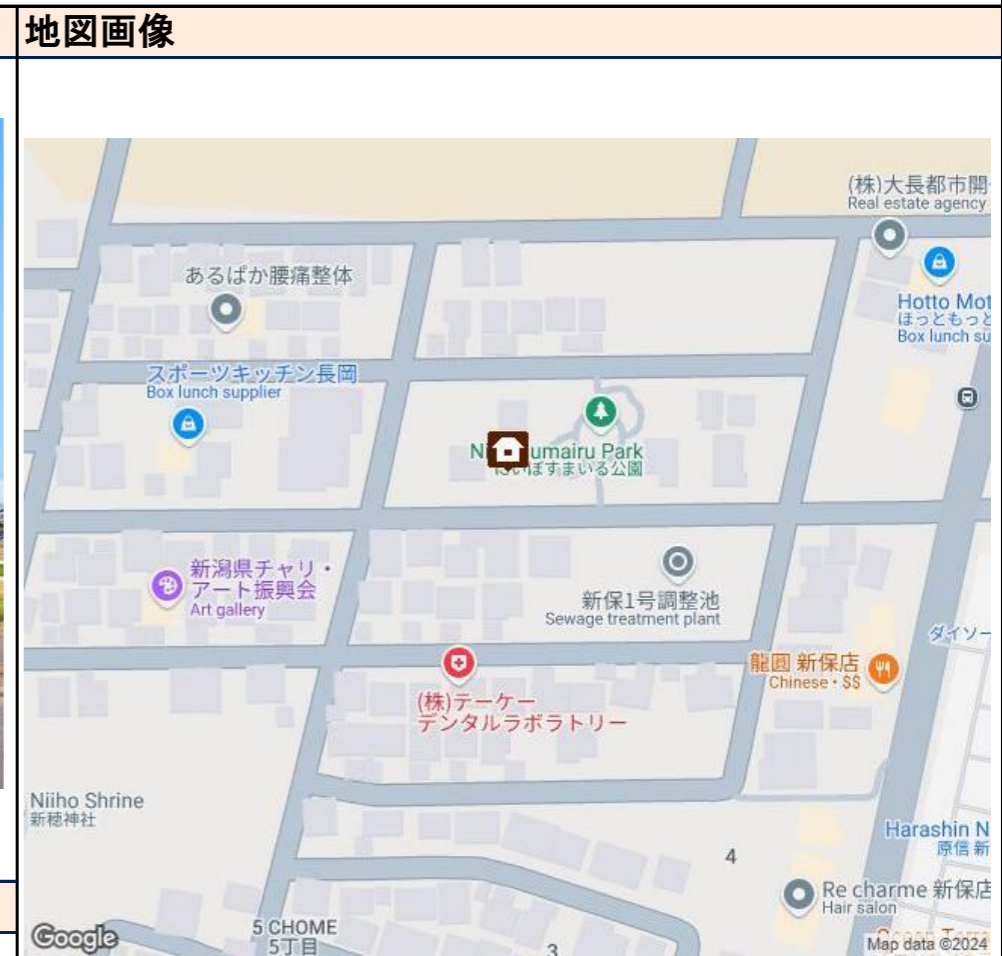 地図画像
(株)大長都市開
Real estate agency
あるぱか腰痛整体
Hotto Mot
ほっともっと
Box lunch su
スポーツキッチン長岡
Box lunch supplier
Ni umairu Park
にいぼすまいる公園
新潟県チャリ・
アート振興会
Art gallery
新保1号調整池
Sewage treatment plant
ダイソー
龍圓 新保店
Chinese・$$
(株)テーケー
デンタルラボラトリー
Niiho Shrine
新穂神社
Harashin N
原信 新
4
Re charme 新保店
Hair salon
5 CHOME
5丁目
3
Google
Map data ©2024